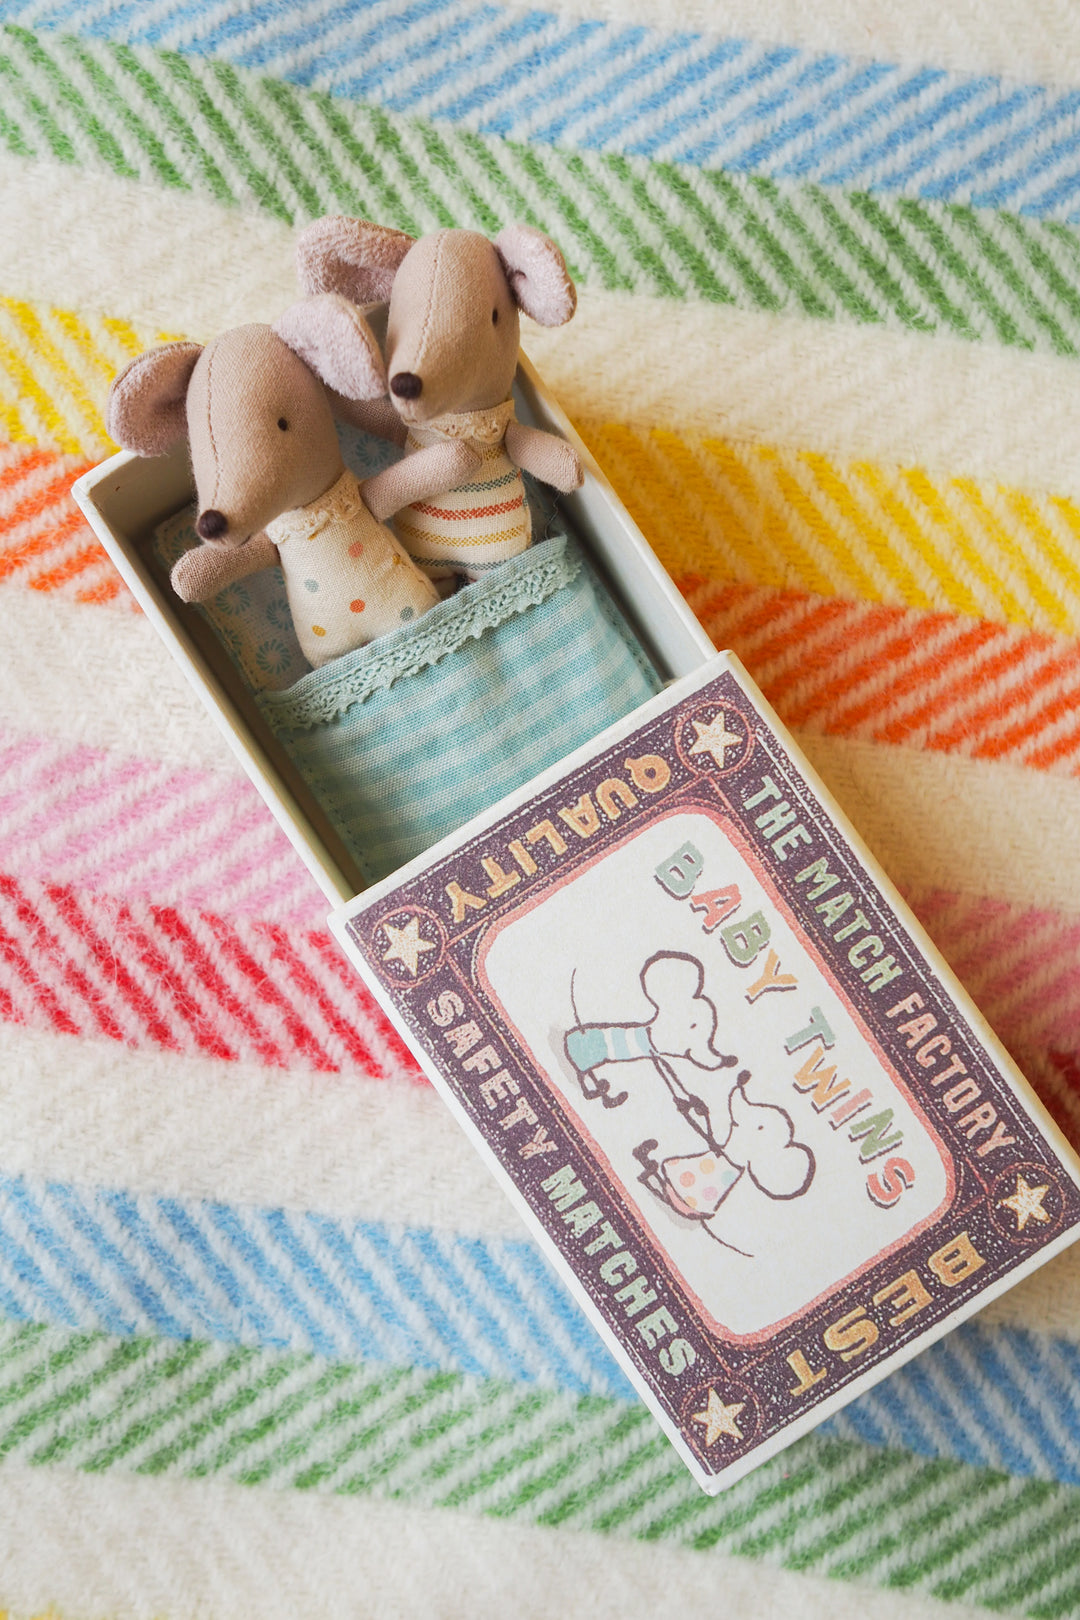 THE MATCH FACTORY
QUALITY
BABY TWINS
BEST
SAFETY MATCHES